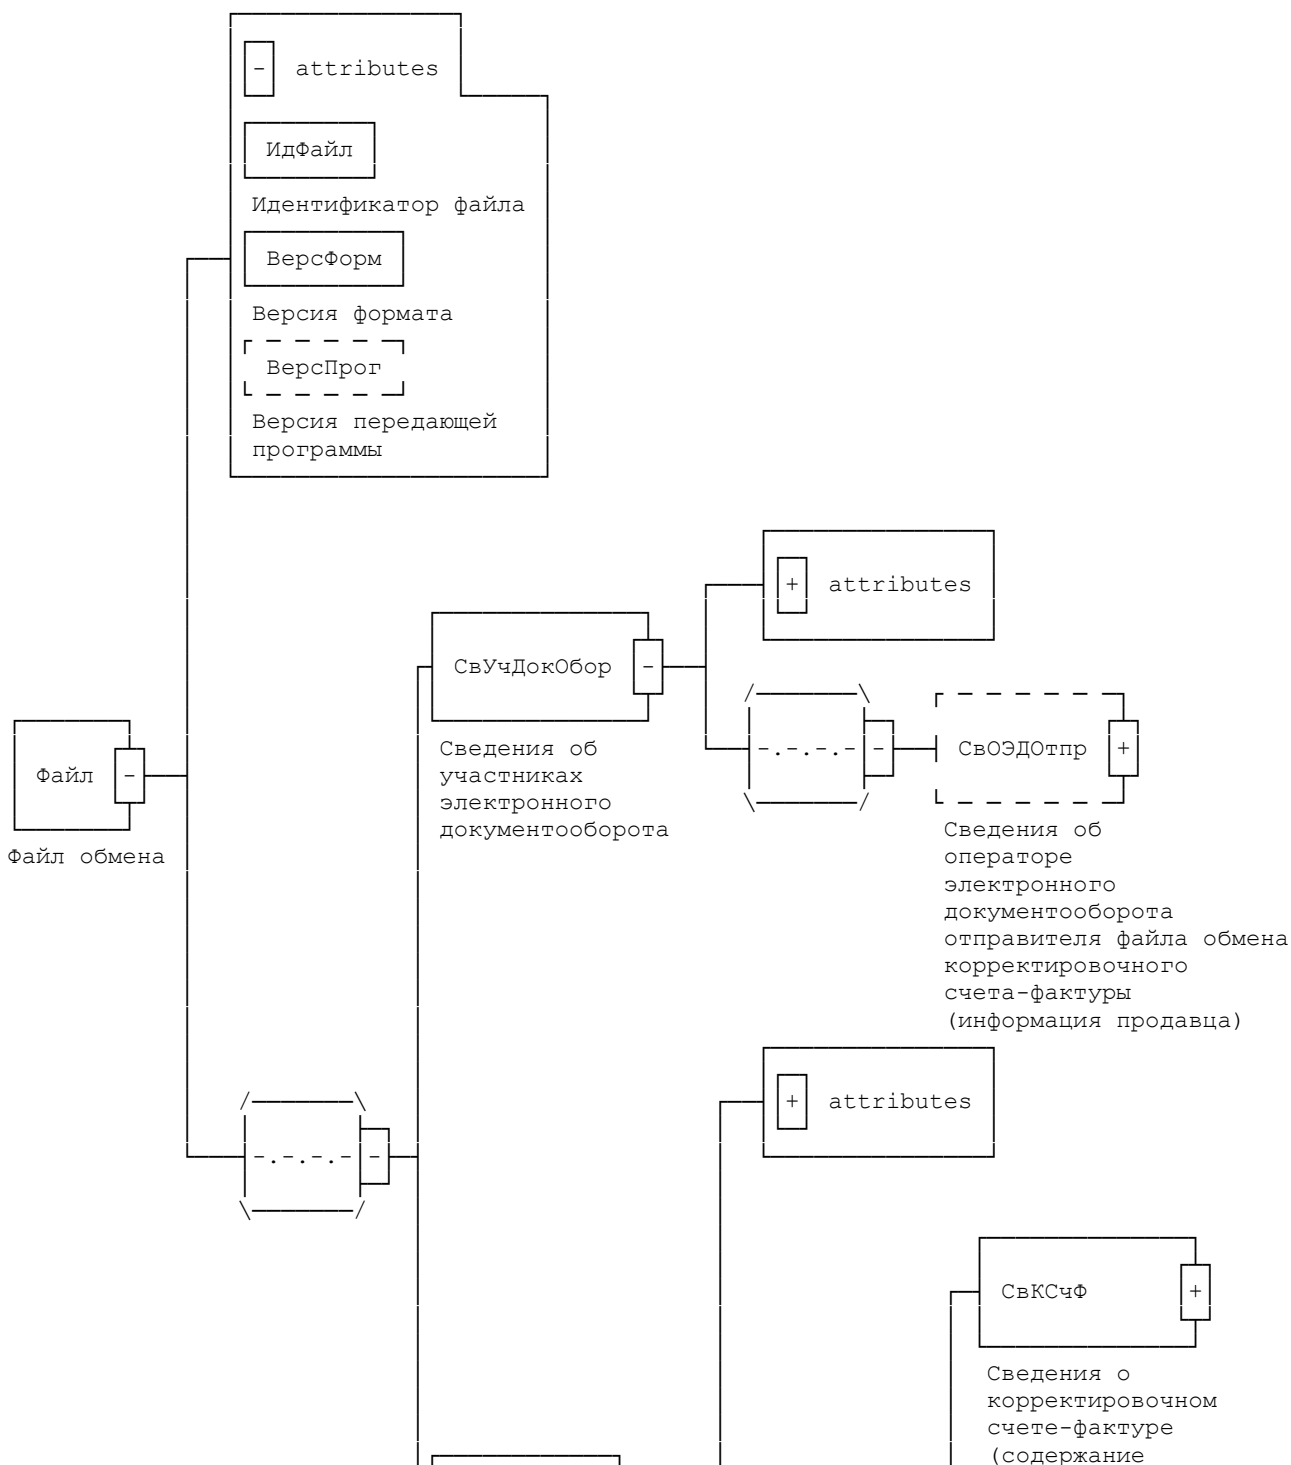 - attributes
ИдФайл
Идентификатор файла
ВерсФорм
Версия формата
ВерсПрог
Версия передающей
программы
+ attributes
СвУчДокОбор -
Сведения об
участниках
электронного
документооборота
-.-.-.- -
СвОЭДОтпр +
Сведения об
операторе
электронного
документооборота
отправителя файла обмена
корректировочного
счета-фактуры
(информация продавца)
Файл -
Файл обмена
+ attributes
-.-.-.- -
СвКСчФ +
Сведения о
корректировочном
счете-фактуре
(содержание